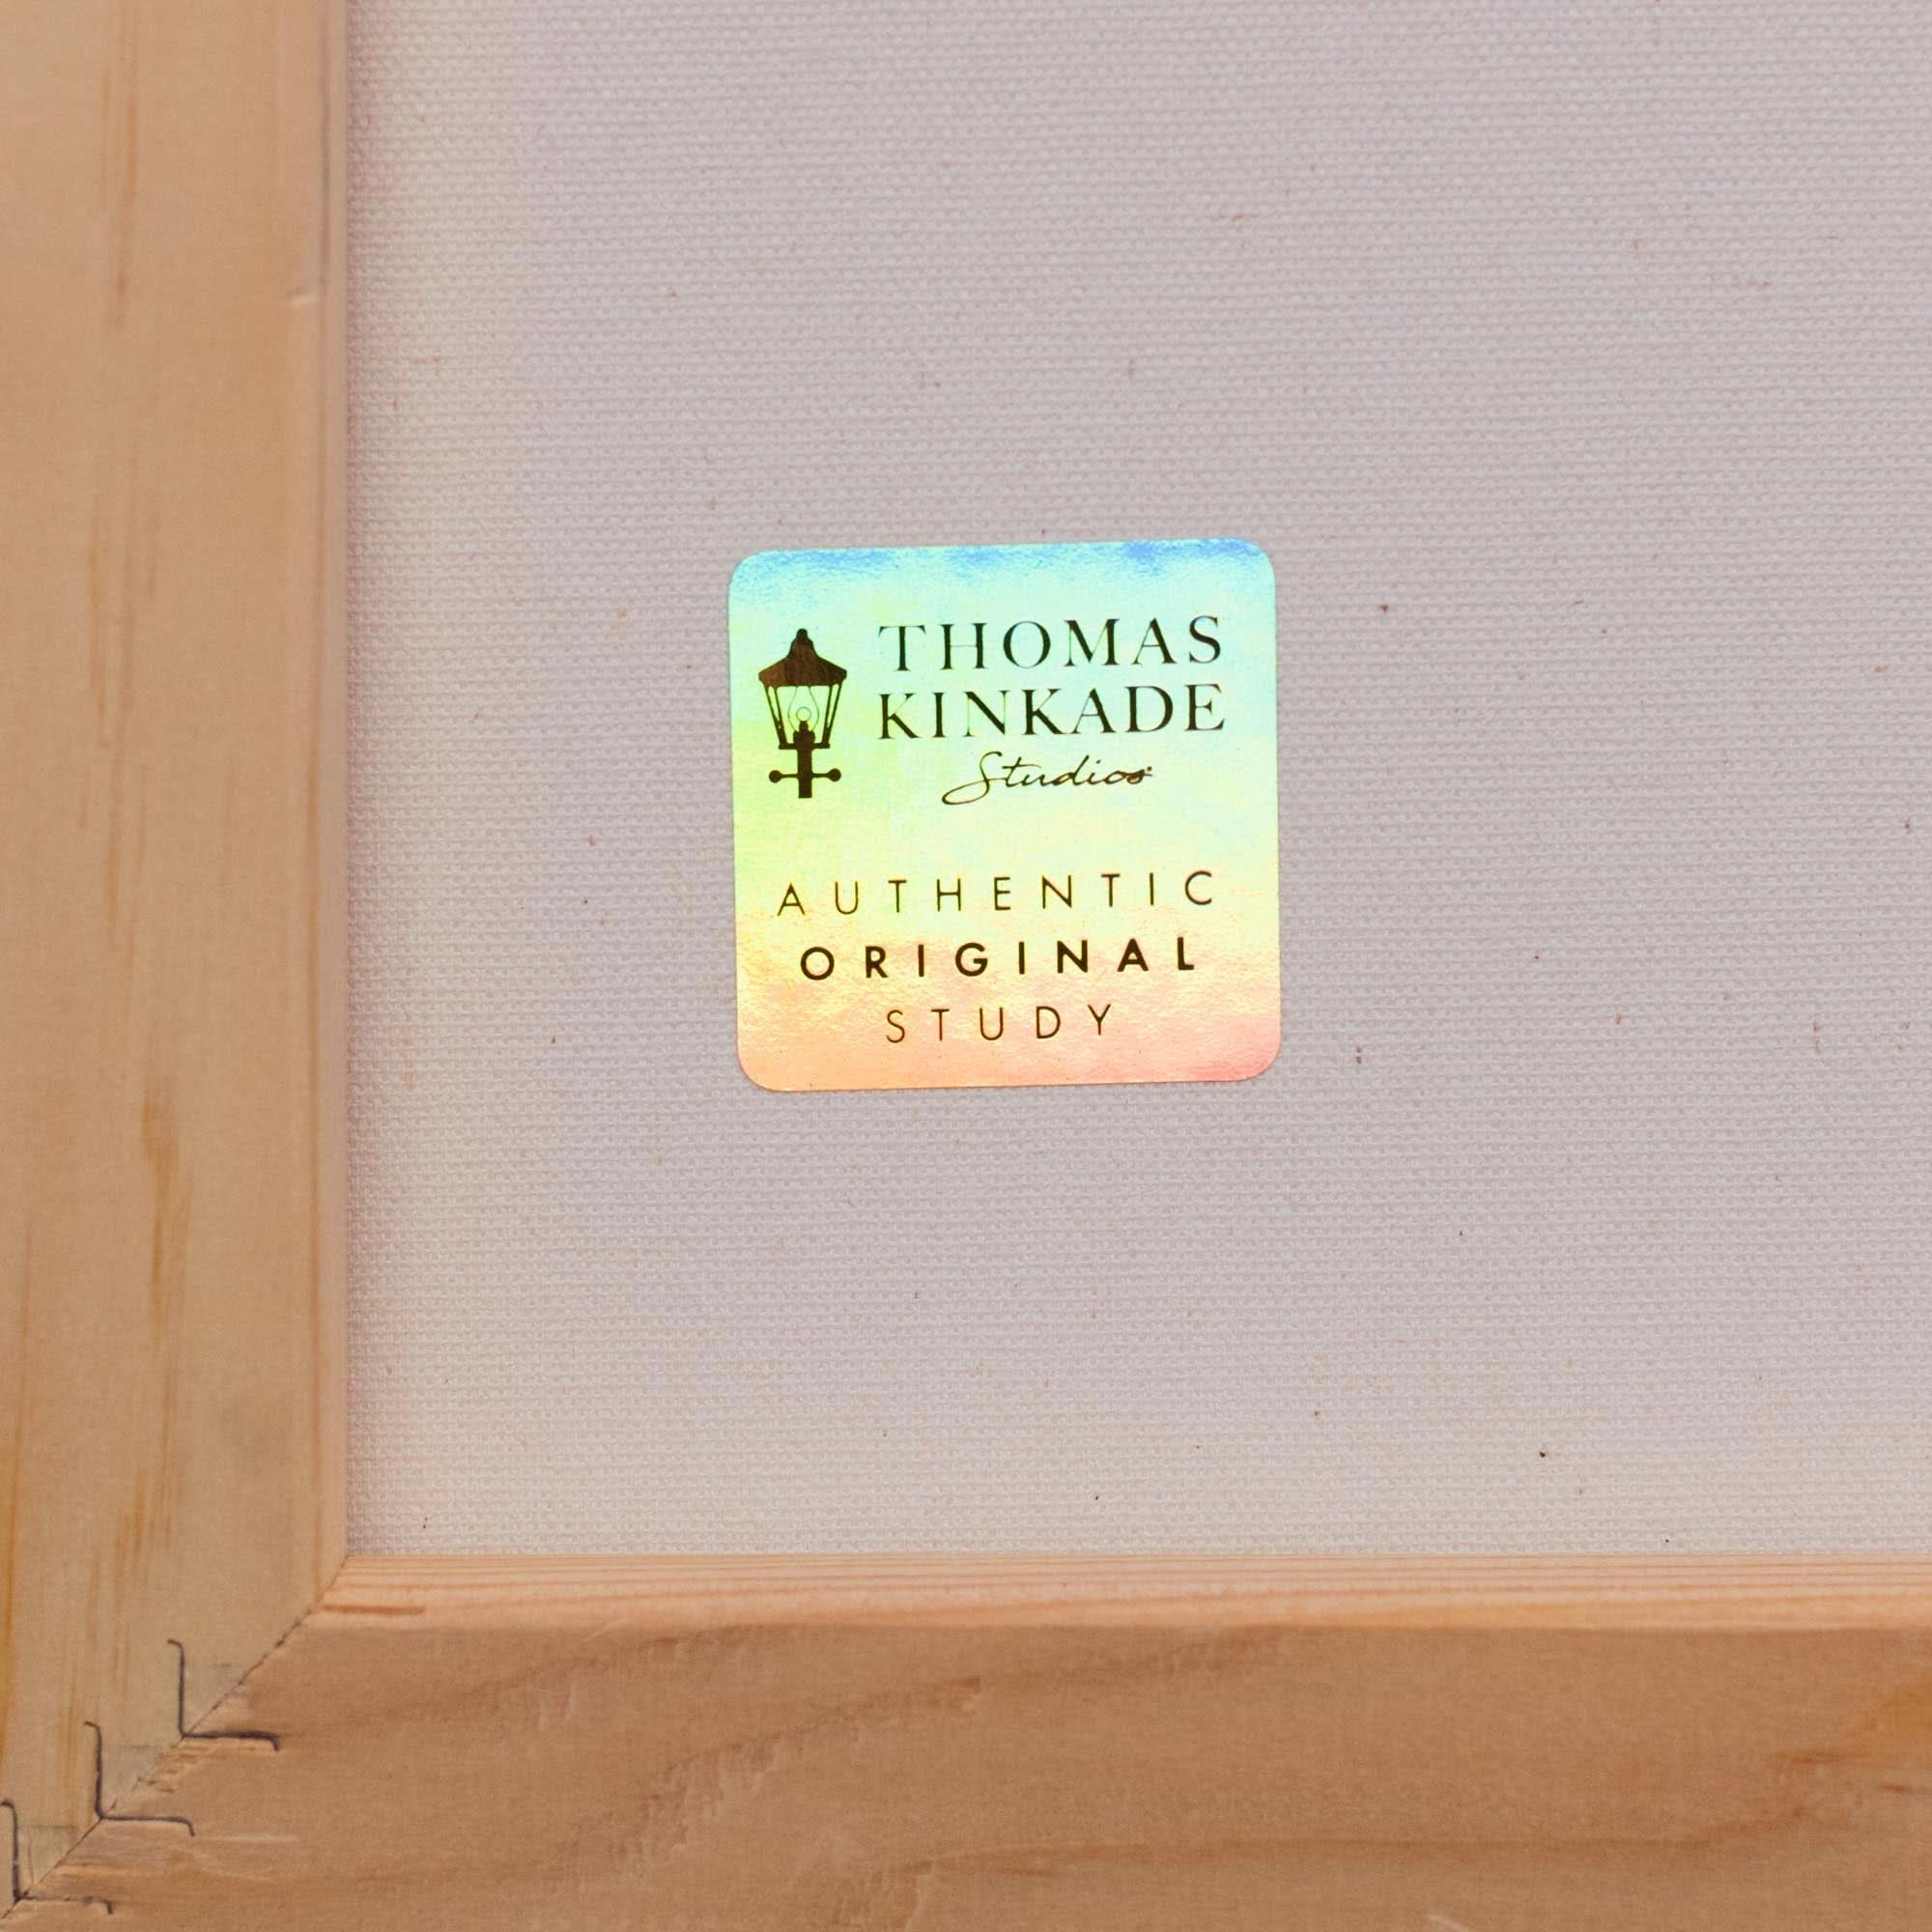 THOMAS
KINKADE
Studios
AUTHENTIC
ORIGINAL
STUDY